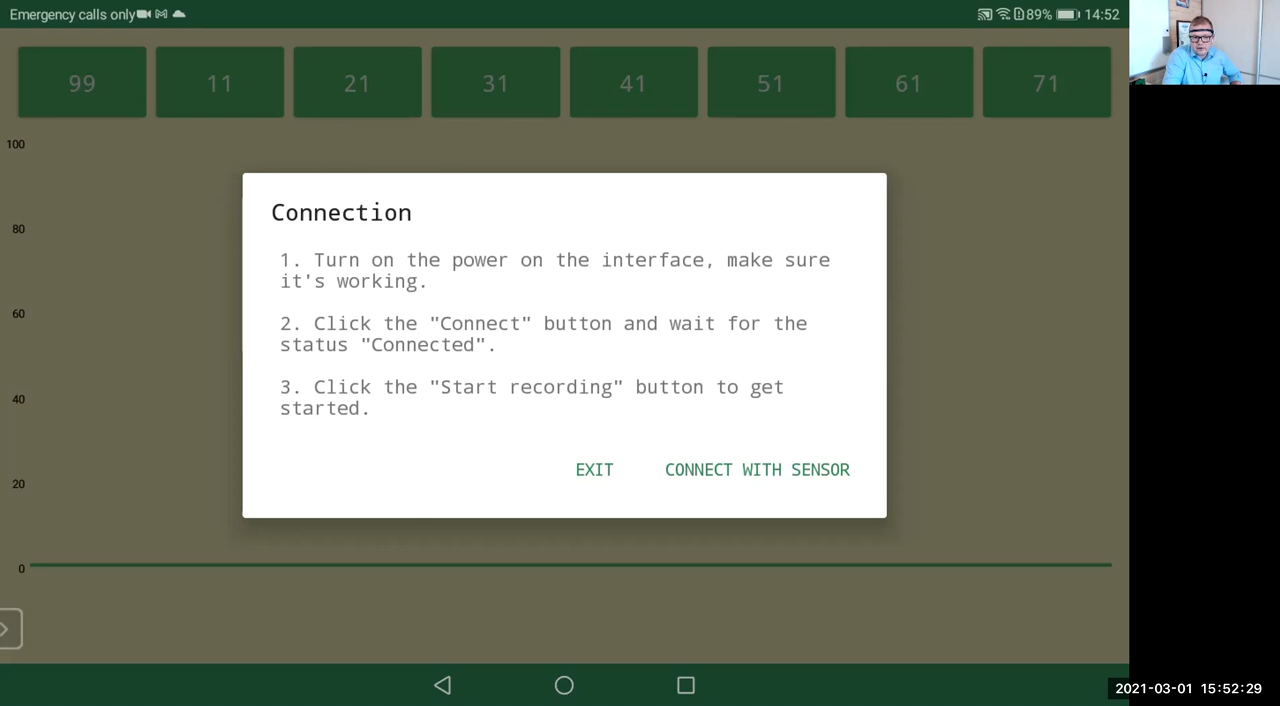 Emergency calls only
89% 14:52
99 11 21 31 41 51 61 71
100
80
60
40
20
0
Connection
1. Turn on the power on the interface, make sure
it's working.
2. Click the "Connect" button and wait for the
status "Connected".
3. Click the "Start recording" button to get
started.
EXIT CONNECT WITH SENSOR
2021-03-01 15:52:29